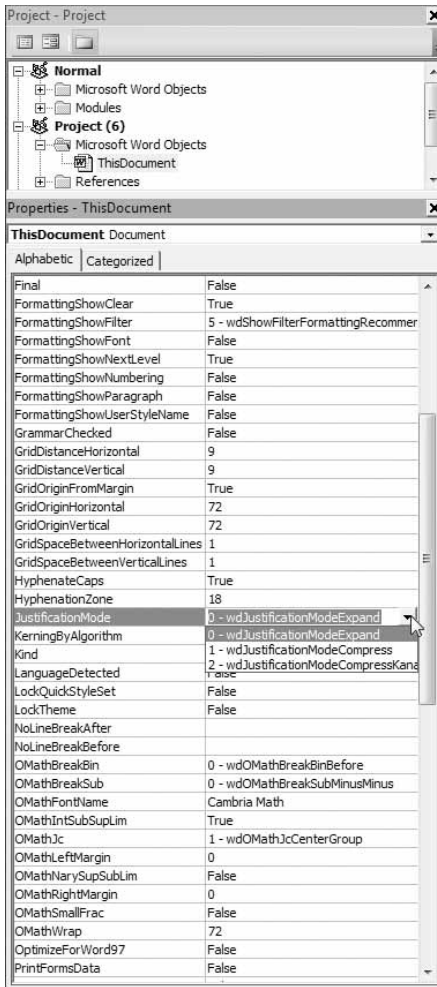 Project - Project
Normal
Microsoft Word Objects
Modules
Project (6)
Microsoft Word Objects
ThisDocument
References
Properties - ThisDocument
ThisDocument Document
Alphabetic Categorized
Final False
FormattingShowClear True
FormattingShowFilter 5 - wdShowFilterFormattingRecommer
FormattingShowFont False
FormattingShowNextLevel True
FormattingShowNumbering False
FormattingShowParagraph False
FormattingShowUserStyleName False
GrammarChecked False
GridDistanceHorizontal 9
GridDistanceVertical 9
GridOriginFromMargin True
GridOriginHorizontal 72
GridOriginVertical 72
GridSpaceBetweenHorizontalLines 1
GridSpaceBetweenVerticalLines 1
HyphenateCaps True
HyphenationZone 18
JustificationMode 0 - wdJustificationModeExpand
KerningByAlgorithm 0 - wdJustificationModeExpand
Kind 1 - wdJustificationModeCompress
2 - wdJustificationModeCompressKana
LanguageDetected False
LockQuickStyleSet False
LockTheme False
NoLineBreakAfter
NoLineBreakBefore
OMathBreakBin 0 - wdOMathBreakBinBefore
OMathBreakSub 0 - wdOMathBreakSubMinusMinus
OMathFontName Cambria Math
OMathIntSubSupLim True
OMathJc 1 - wdOMathJcCenterGroup
OMathLeftMargin 0
OMathNarySupSubLim False
OMathRightMargin 0
OMathSmallFrac False
OMathWrap 72
OptimizeForWord97 False
PrintFormsData False